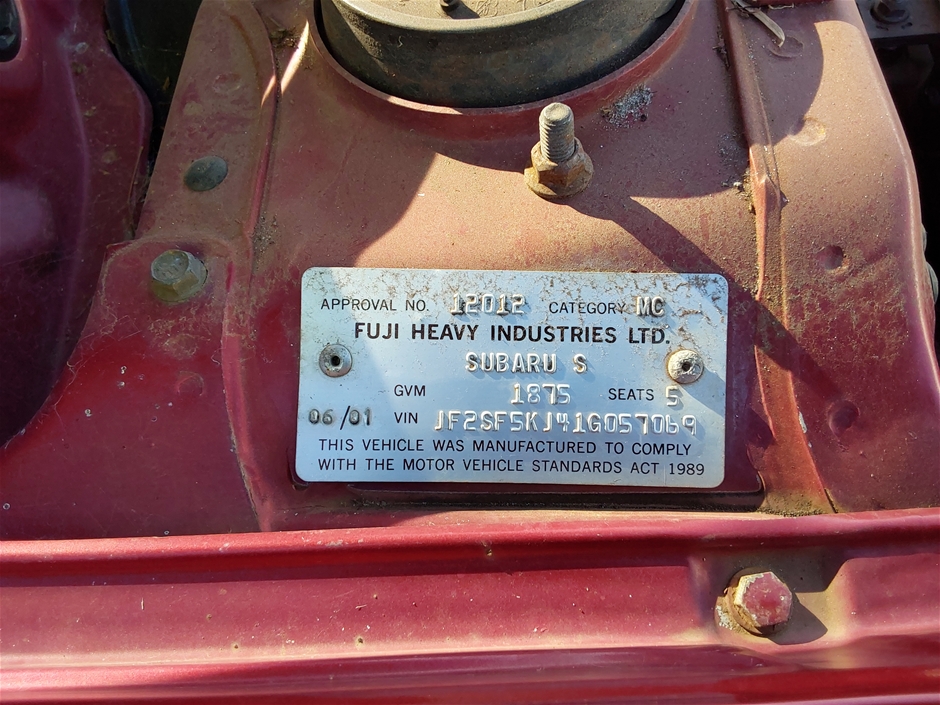 APPROVAL NO. 12012 CATEGORY MC
FUJI HEAVY INDUSTRIES LTD.
SUBARU S
GVM 1875 SEATS 5
06/01 VIN JF2SF5KJ41G057069
THIS VEHICLE WAS MANUFACTURED TO COMPLY
WITH THE MOTOR VEHICLE STANDARDS ACT 1989